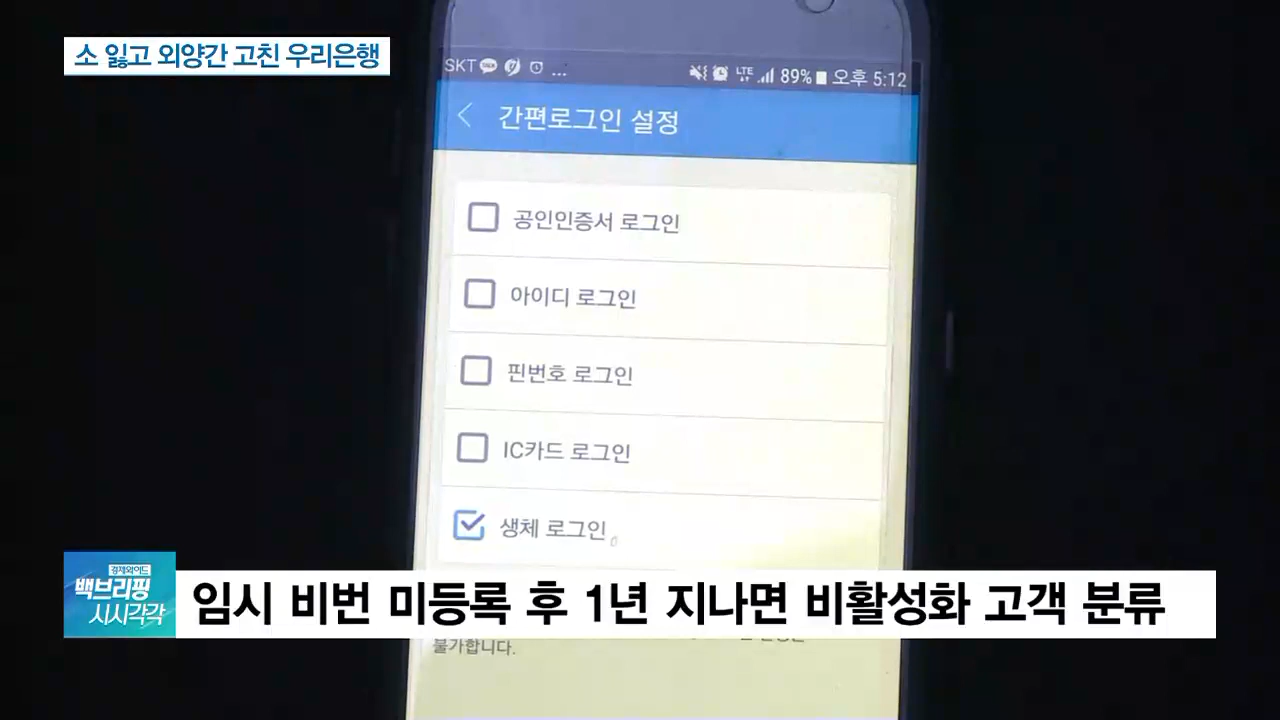 소 잃고 외양간 고친 우리은행
SKT ... LTE 89% 오후 5:12
간편로그인 설정
공인인증서 로그인
아이디 로그인
핀번호 로그인
IC카드 로그인
생체 로그인
경제와이드
백브리핑
시시각각
임시 비번 미등록 후 1년 지나면 비활성화 고객 분류
불가합니다.